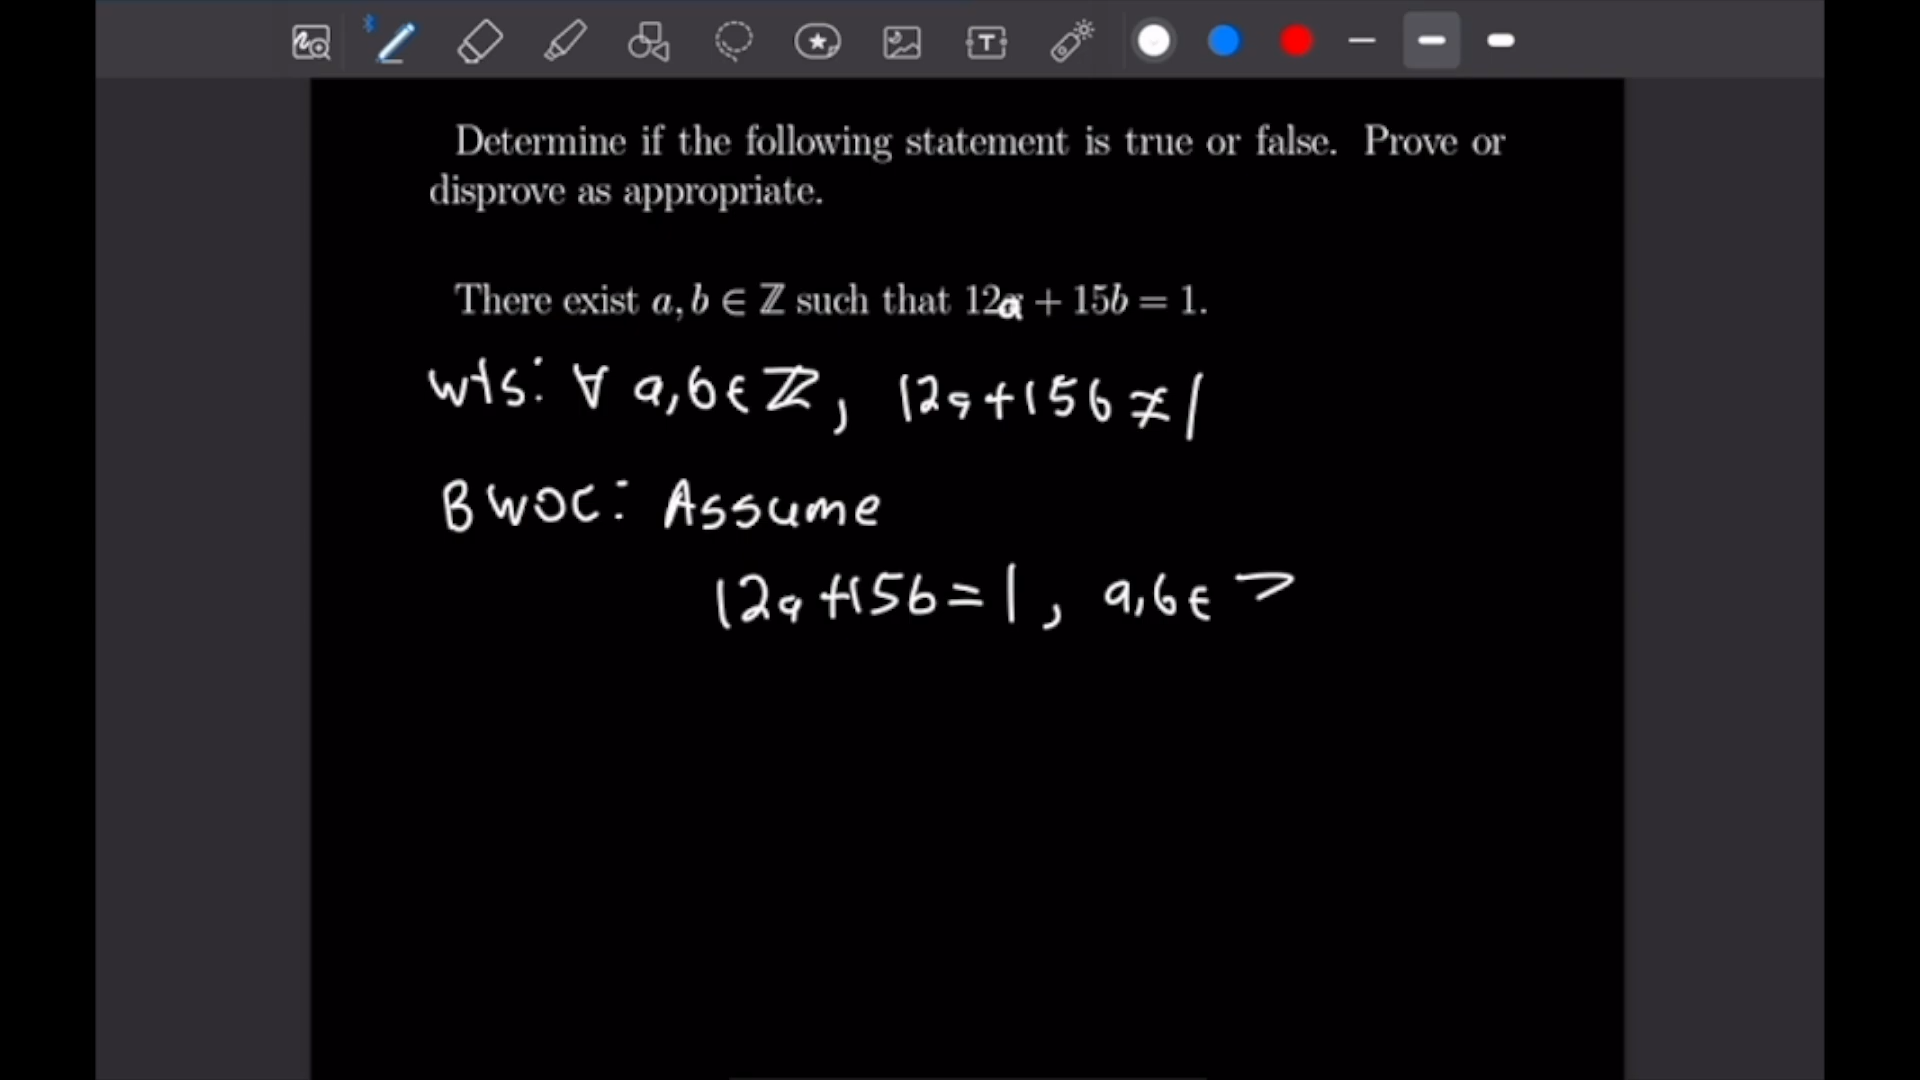 Determine if the following statement is true or false. Prove or
disprove as appropriate.
There exist a, b ∈ ℤ such that 12a + 15b = 1.
wts: ∀ a,b ∈ ℤ, 12a+15b ≠ 1
BWOC: Assume
12a+15b=1, a,b ∈